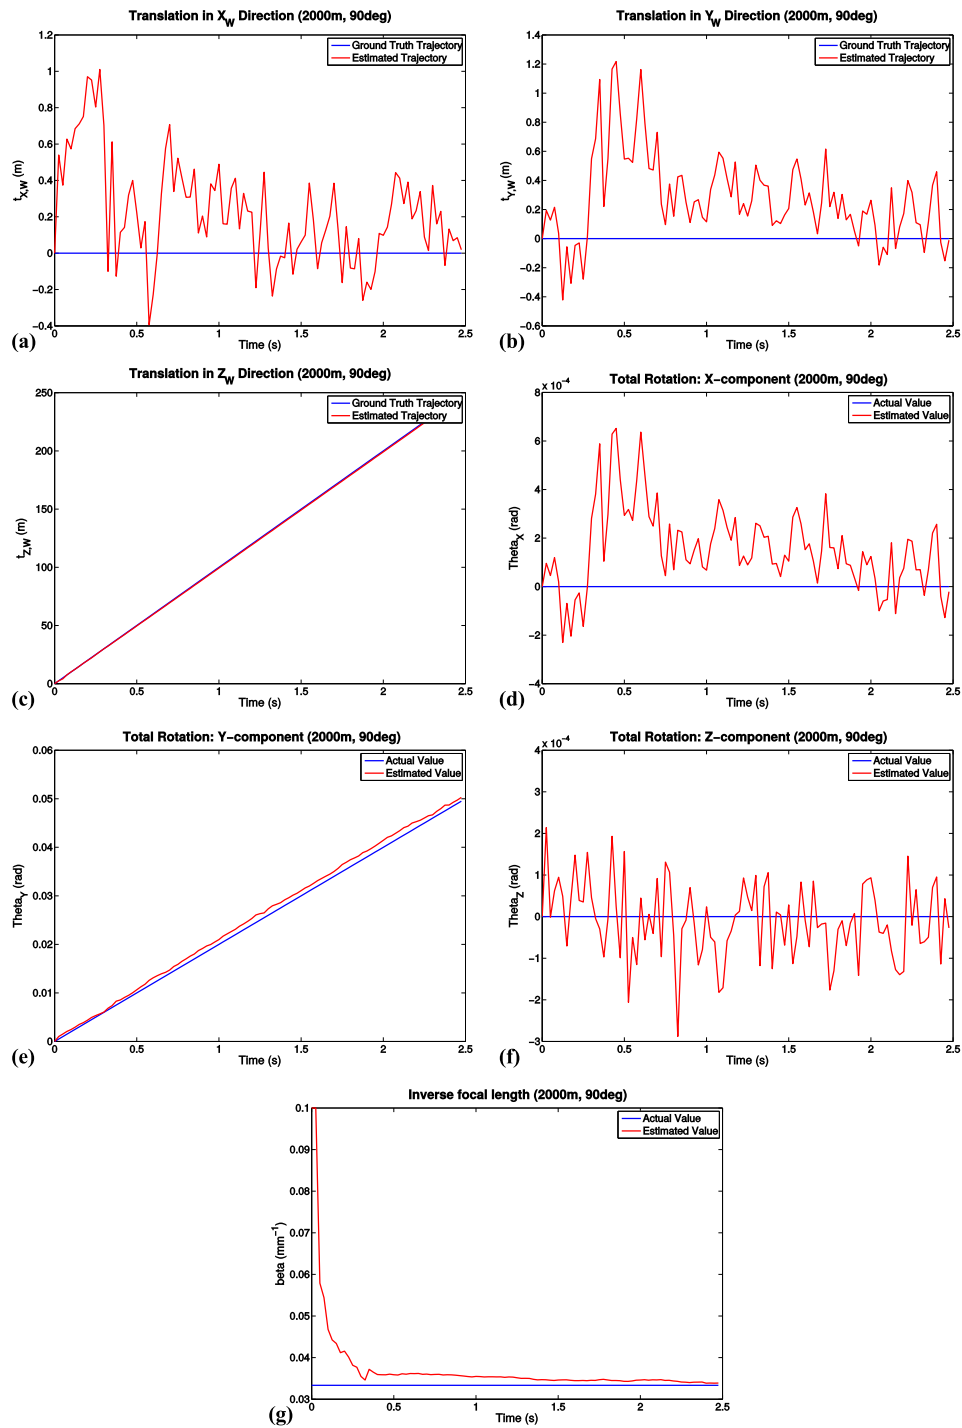 Translation in X_W Direction (2000m, 90deg)
1.2
1
0.8
0.6
0.4
0.2
0
−0.2
−0.4
t_X,W (m)
Ground Truth Trajectory
Estimated Trajectory
0 0.5 1 1.5 2 2.5
Time (s)
(a)
Translation in Y_W Direction (2000m, 90deg)
1.4
1.2
1
0.8
0.6
0.4
0.2
0
−0.2
−0.4
−0.6
t_Y,W (m)
Ground Truth Trajectory
Estimated Trajectory
0 0.5 1 1.5 2 2.5
Time (s)
(b)
Translation in Z_W Direction (2000m, 90deg)
250
200
150
100
50
0
t_Z,W (m)
Ground Truth Trajectory
Estimated Trajectory
0 0.5 1 1.5 2 2.5
Time (s)
(c)
Total Rotation: X−component (2000m, 90deg)
x 10^−4
8
6
4
2
0
−2
−4
Theta_X (rad)
Actual Value
Estimated Value
0 0.5 1 1.5 2 2.5
Time (s)
(d)
Total Rotation: Y−component (2000m, 90deg)
0.06
0.05
0.04
0.03
0.02
0.01
0
Theta_Y (rad)
Actual Value
Estimated Value
0 0.5 1 1.5 2 2.5
Time (s)
(e)
Total Rotation: Z−component (2000m, 90deg)
x 10^−4
4
3
2
1
0
−1
−2
−3
Theta_Z (rad)
Actual Value
Estimated Value
0 0.5 1 1.5 2 2.5
Time (s)
(f)
Inverse focal length (2000m, 90deg)
0.1
0.09
0.08
0.07
0.06
0.05
0.04
0.03
beta (mm^−1)
Actual Value
Estimated Value
0 0.5 1 1.5 2 2.5
Time (s)
(g)